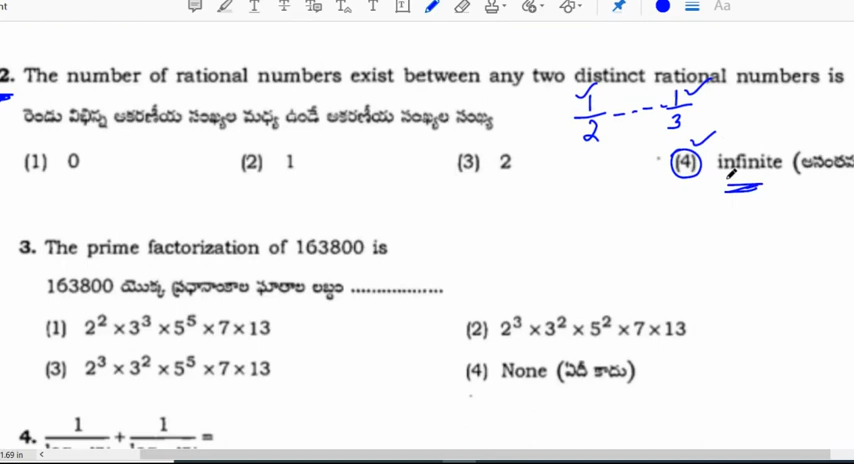 nt
2. The number of rational numbers exist between any two distinct rational numbers is
రెండు విభిన్న అకరణీయ సంఖ్యల మధ్య ఉండే అకరణీయ సంఖ్యల సంఖ్య
1/2 ---- 1/3
(1) 0 (2) 1 (3) 2 (4) infinite
3. The prime factorization of 163800 is
163800 యొక్క ప్రధానాంకాల ఘాతాల లబ్దం ..................
(1) 2² × 3³ × 5⁵ × 7 × 13 (2) 2³ × 3² × 5² × 7 × 13
(3) 2³ × 3² × 5⁵ × 7 × 13 (4) None (ఏదీ కాదు)
4. 1 + 1 =
1.69 in